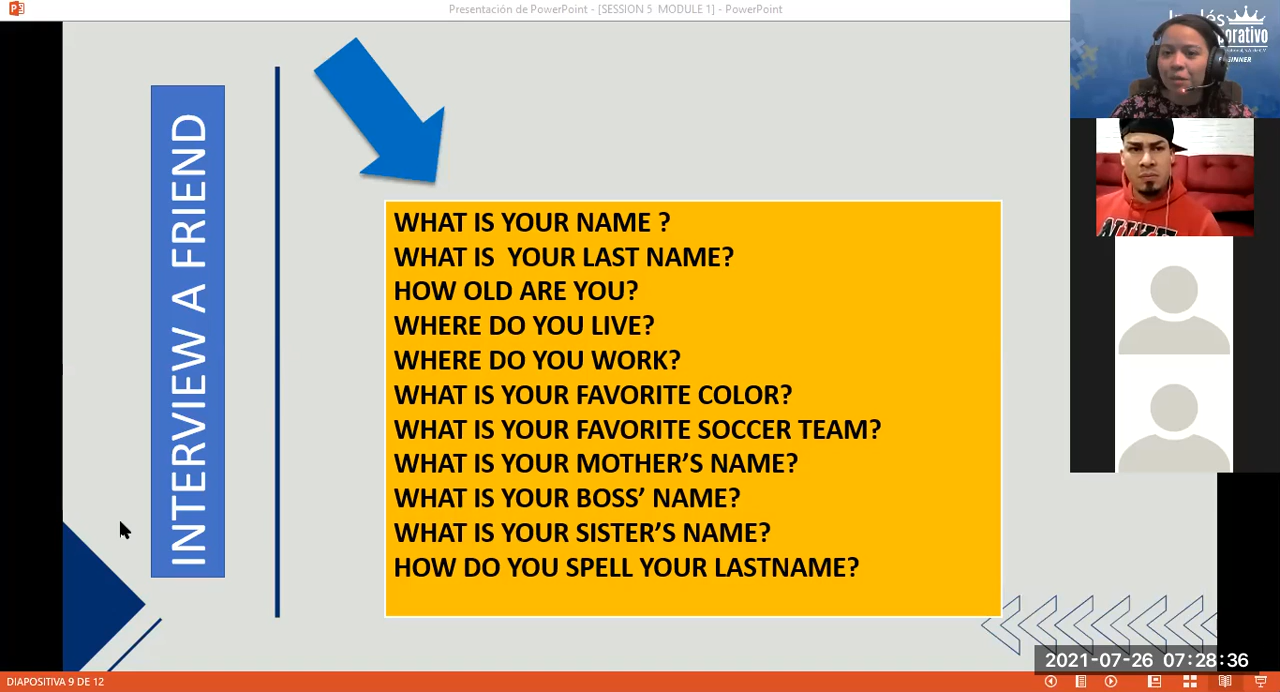 Presentación de PowerPoint - [SESSION 5 MODULE 1] - PowerPoint
Inglés
porativo
INTERVIEW A FRIEND
WHAT IS YOUR NAME ?
WHAT IS YOUR LAST NAME?
HOW OLD ARE YOU?
WHERE DO YOU LIVE?
WHERE DO YOU WORK?
WHAT IS YOUR FAVORITE COLOR?
WHAT IS YOUR FAVORITE SOCCER TEAM?
WHAT IS YOUR MOTHER’S NAME?
WHAT IS YOUR BOSS’ NAME?
WHAT IS YOUR SISTER’S NAME?
HOW DO YOU SPELL YOUR LASTNAME?
NIKE
2021-07-26 07:28:36
DIAPOSITIVA 9 DE 12